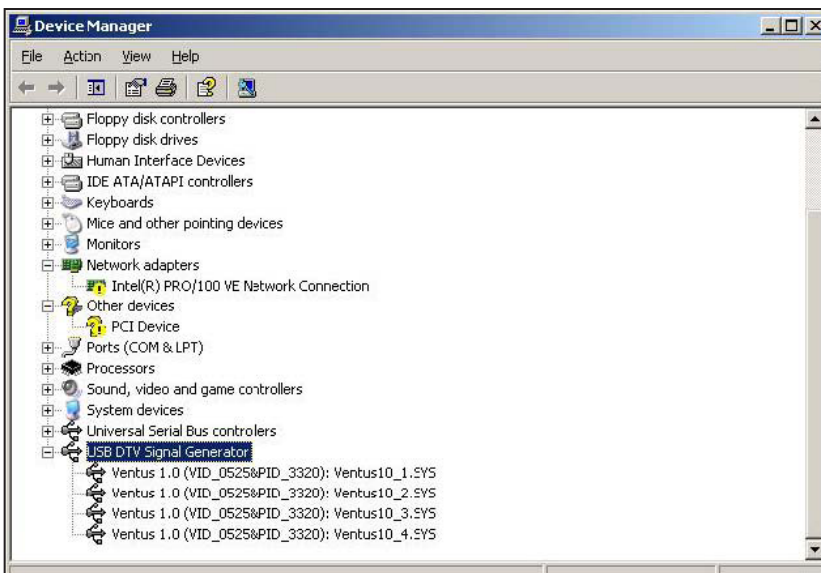 Device Manager
File Action View Help
Floppy disk controllers
Floppy disk drives
Human Interface Devices
IDE ATA/ATAPI controllers
Keyboards
Mice and other pointing devices
Monitors
Network adapters
Intel(R) PRO/100 VE Network Connection
Other devices
PCI Device
Ports (COM & LPT)
Processors
Sound, video and game controllers
System devices
Universal Serial Bus controlers
USB DTV Signal Generator
Ventus 1.0 (VID_0525&PID_3320): Ventus10_1.SYS
Ventus 1.0 (VID_0525&PID_3320): Ventus10_2.SYS
Ventus 1.0 (VID_0525&PID_3320): Ventus10_3.SYS
Ventus 1.0 (VID_0525&PID_3320): Ventus10_4.SYS